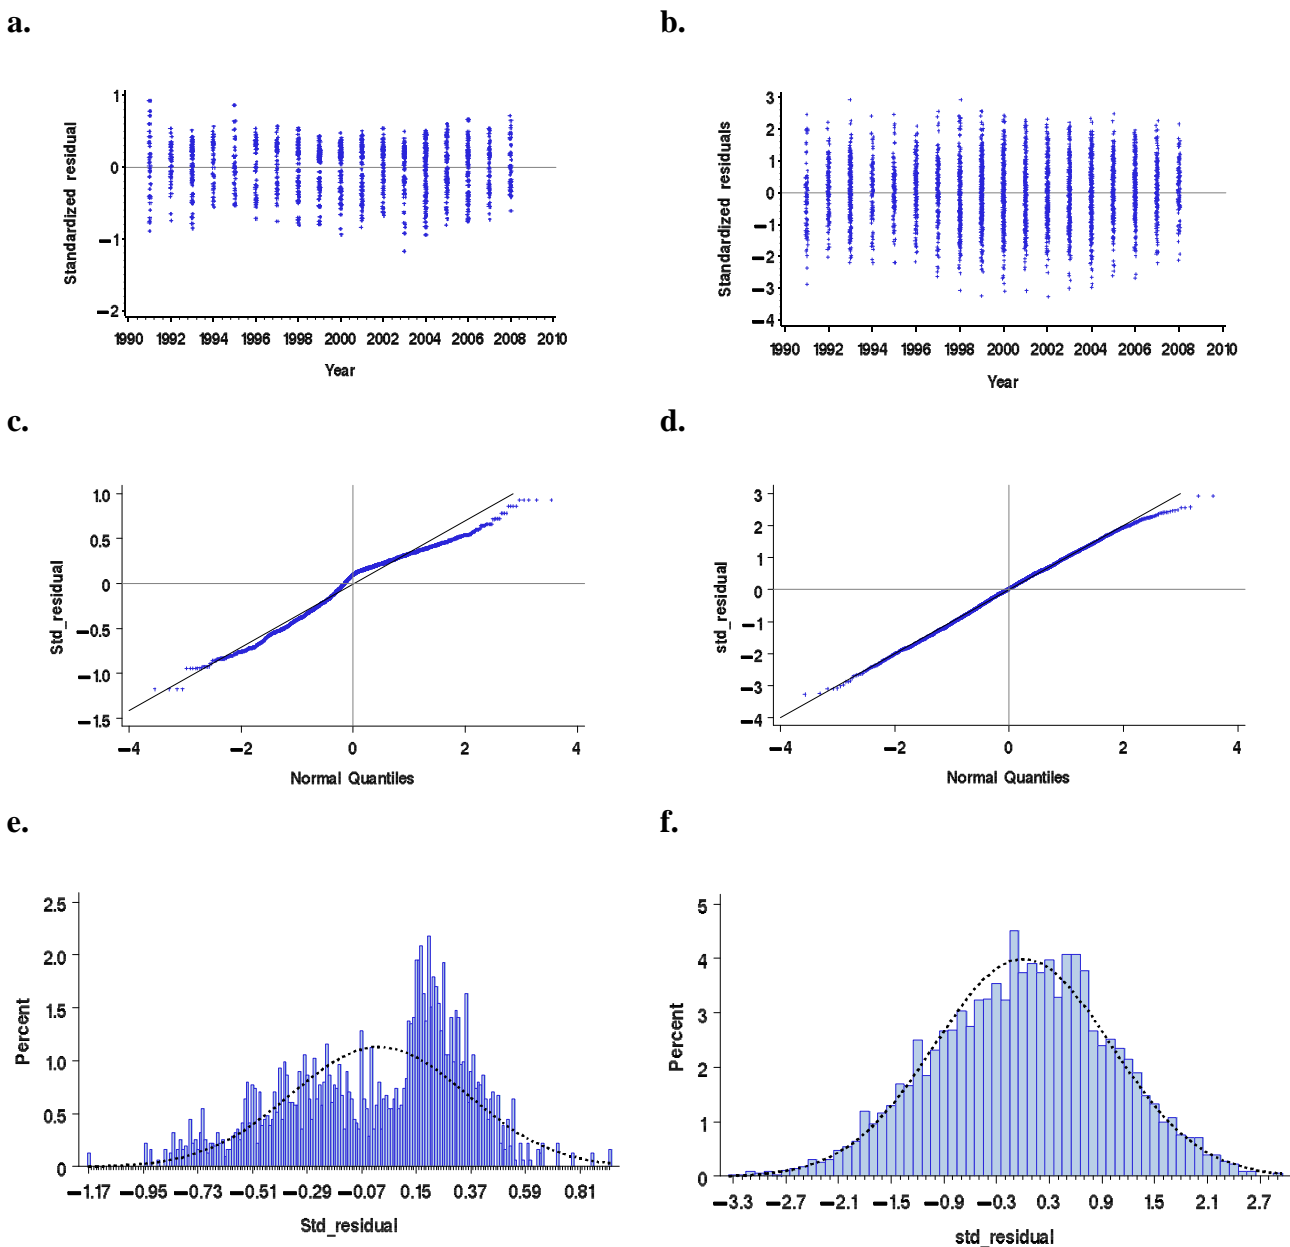 a.
b.
1
0
−1
−2
Standardized residual
1990 1992 1994 1996 1998 2000 2002 2004 2006 2008 2010
Year
3
2
1
0
−1
−2
−3
−4
Standardized residuals
1990 1992 1994 1996 1998 2000 2002 2004 2006 2008 2010
Year
c.
d.
1.0
0.5
0
−0.5
−1.0
−1.5
Std_residual
−4 −2 0 2 4
Normal Quantiles
3
2
1
0
−1
−2
−3
−4
std_residual
−4 −2 0 2 4
Normal Quantiles
e.
f.
2.5
2.0
1.5
1.0
0.5
0
Percent
−1.17 −0.95 −0.73 −0.51 −0.29 −0.07 0.15 0.37 0.59 0.81
Std_residual
5
4
3
2
1
0
Percent
−3.3 −2.7 −2.1 −1.5 −0.9 −0.3 0.3 0.9 1.5 2.1 2.7
std_residual